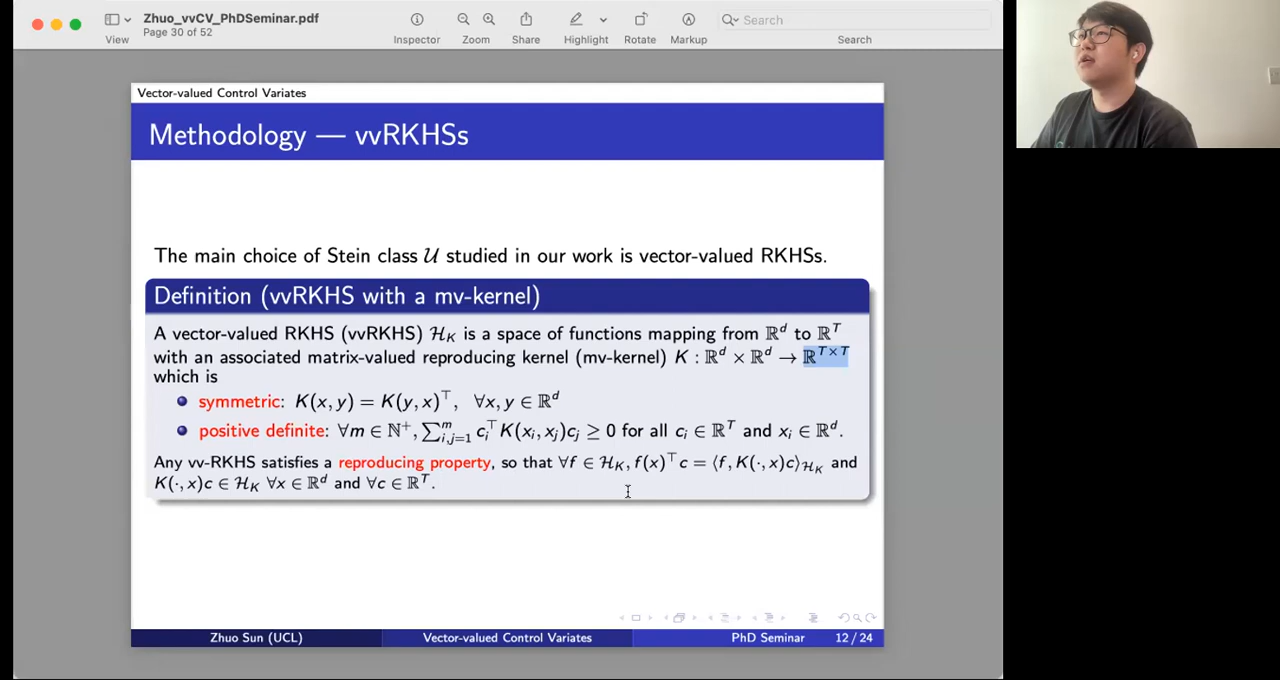 Zhuo_vvCV_PhDSeminar.pdf
Page 30 of 52
View
Inspector
Zoom
Share
Highlight
Rotate
Markup
Search
Search
Vector-valued Control Variates
Methodology — vvRKHSs
The main choice of Stein class 𝒰 studied in our work is vector-valued RKHSs.
Definition (vvRKHS with a mv-kernel)
A vector-valued RKHS (vvRKHS) ℋ_K is a space of functions mapping from ℝ^d to ℝ^T
with an associated matrix-valued reproducing kernel (mv-kernel) K : ℝ^d × ℝ^d → ℝ^{T×T}
which is
symmetric: K(x, y) = K(y, x)^⊤, ∀x, y ∈ ℝ^d
positive definite: ∀m ∈ ℕ^+, ∑_{i,j=1}^m c_i^⊤ K(x_i, x_j)c_j ≥ 0 for all c_i ∈ ℝ^T and x_i ∈ ℝ^d.
Any vv-RKHS satisfies a reproducing property, so that ∀f ∈ ℋ_K, f(x)^⊤c = ⟨f, K(·, x)c⟩_{ℋ_K} and
K(·, x)c ∈ ℋ_K ∀x ∈ ℝ^d and ∀c ∈ ℝ^T.
Zhuo Sun (UCL)
Vector-valued Control Variates
PhD Seminar
12 / 24